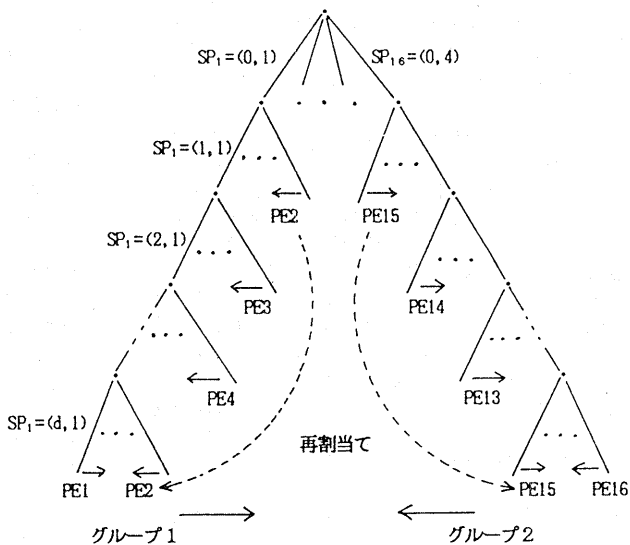 SP₁=(0,1)
SP₁₆=(0,4)
SP₁=(1,1)
PE2
PE15
SP₁=(2,1)
PE3
PE14
PE4
PE13
SP₁=(d,1)
再割当て
PE1
PE2
PE15
PE16
グループ1
グループ2